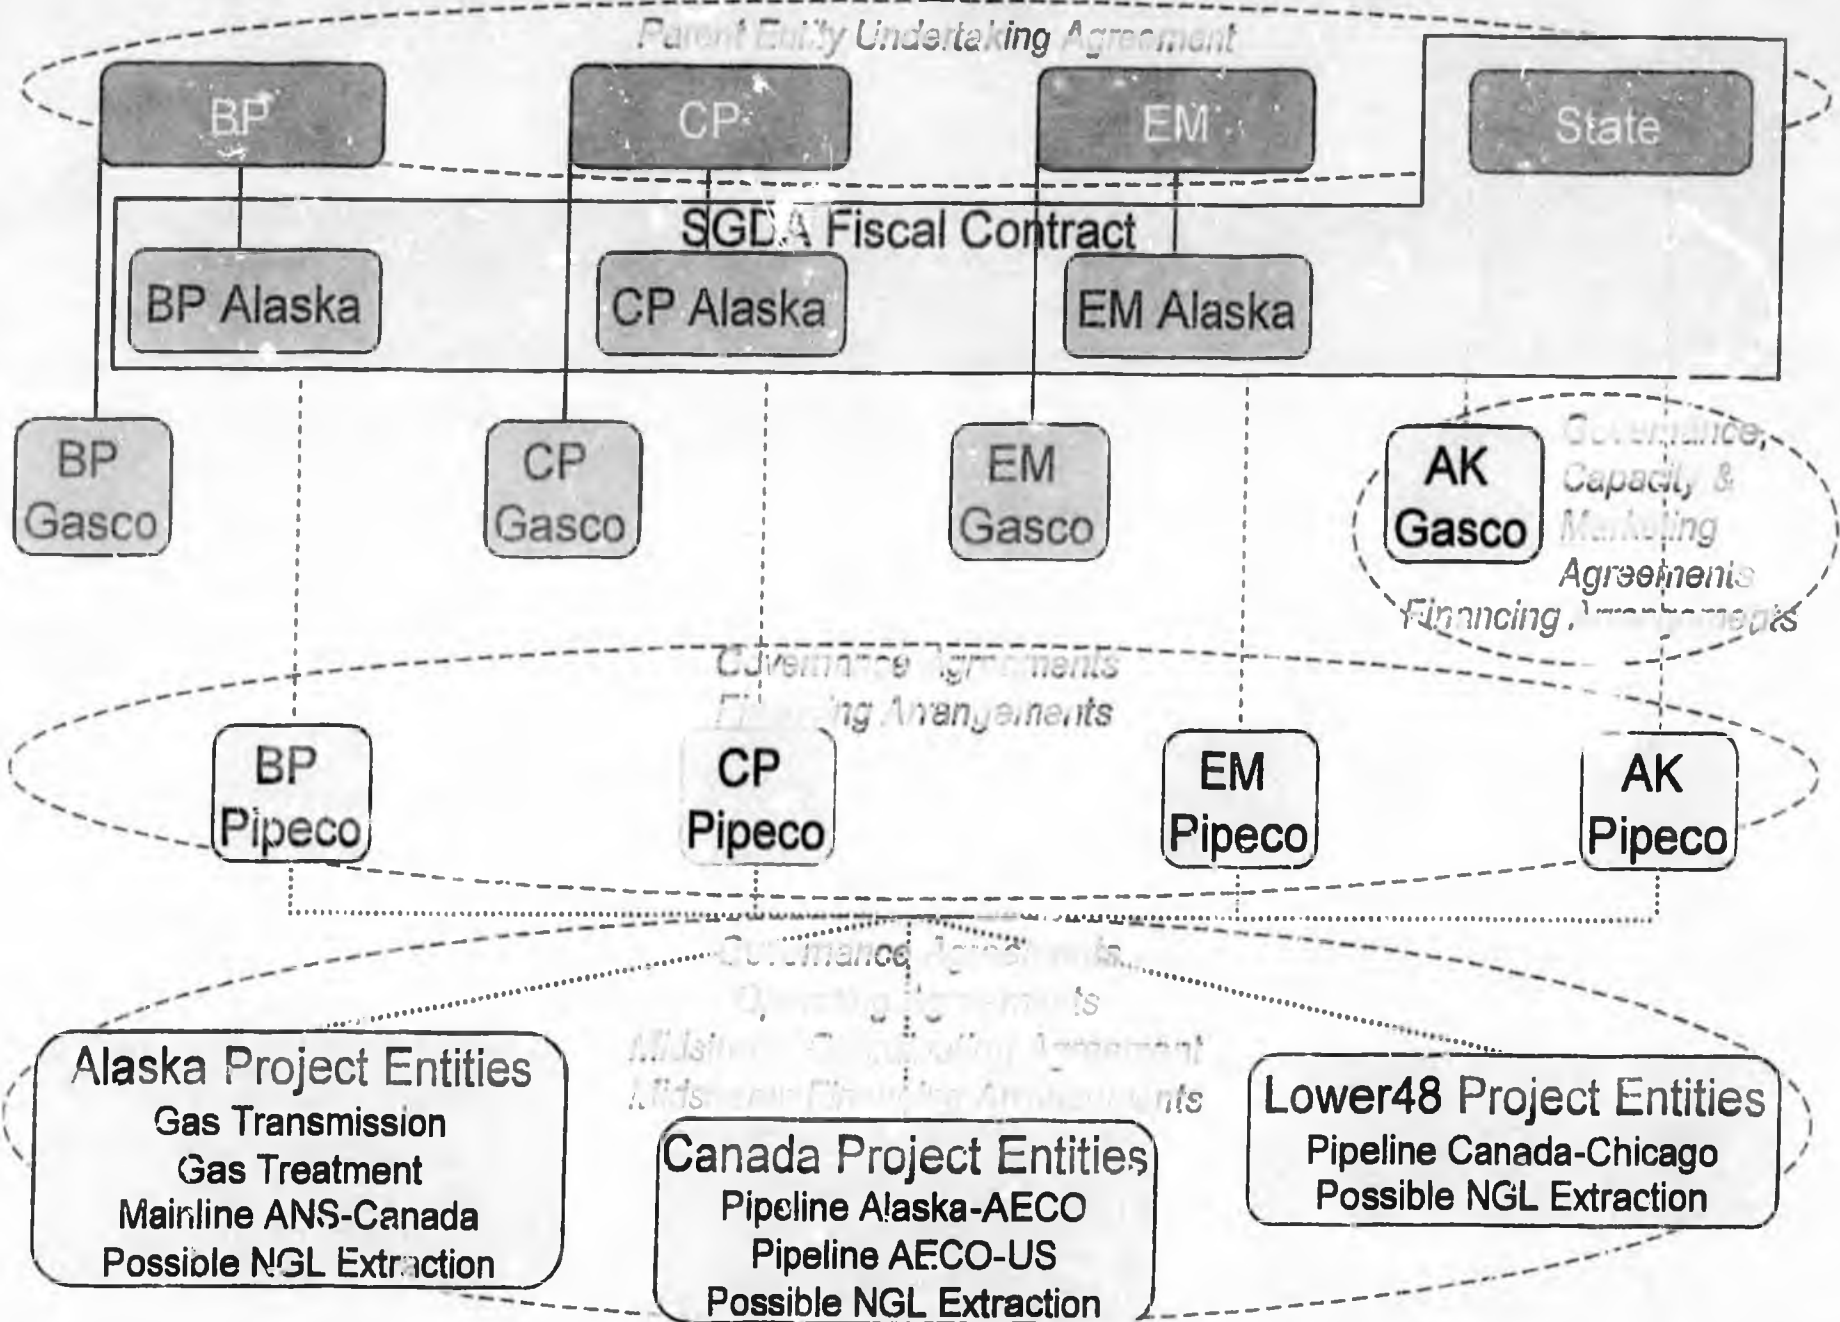 Parent Entity Undertaking Agreement
BP
CP
EM
State
SGDA Fiscal Contract
BP Alaska
CP Alaska
EM Alaska
BP
Gasco
CP
Gasco
EM
Gasco
AK
Gasco
Governance,
Capacity &
Marketing
Agreements
Financing Arrangements
Governance Agreements
Financing Arrangements
BP
Pipeco
CP
Pipeco
EM
Pipeco
AK
Pipeco
Governance Agreements
Operating Agreements
Agreement
Midstream Financing Arrangements
Alaska Project Entities
Gas Transmission
Gas Treatment
Mainline ANS-Canada
Possible NGL Extraction
Canada Project Entities
Pipeline Alaska-AECO
Pipeline AECO-US
Possible NGL Extraction
Lower48 Project Entities
Pipeline Canada-Chicago
Possible NGL Extraction